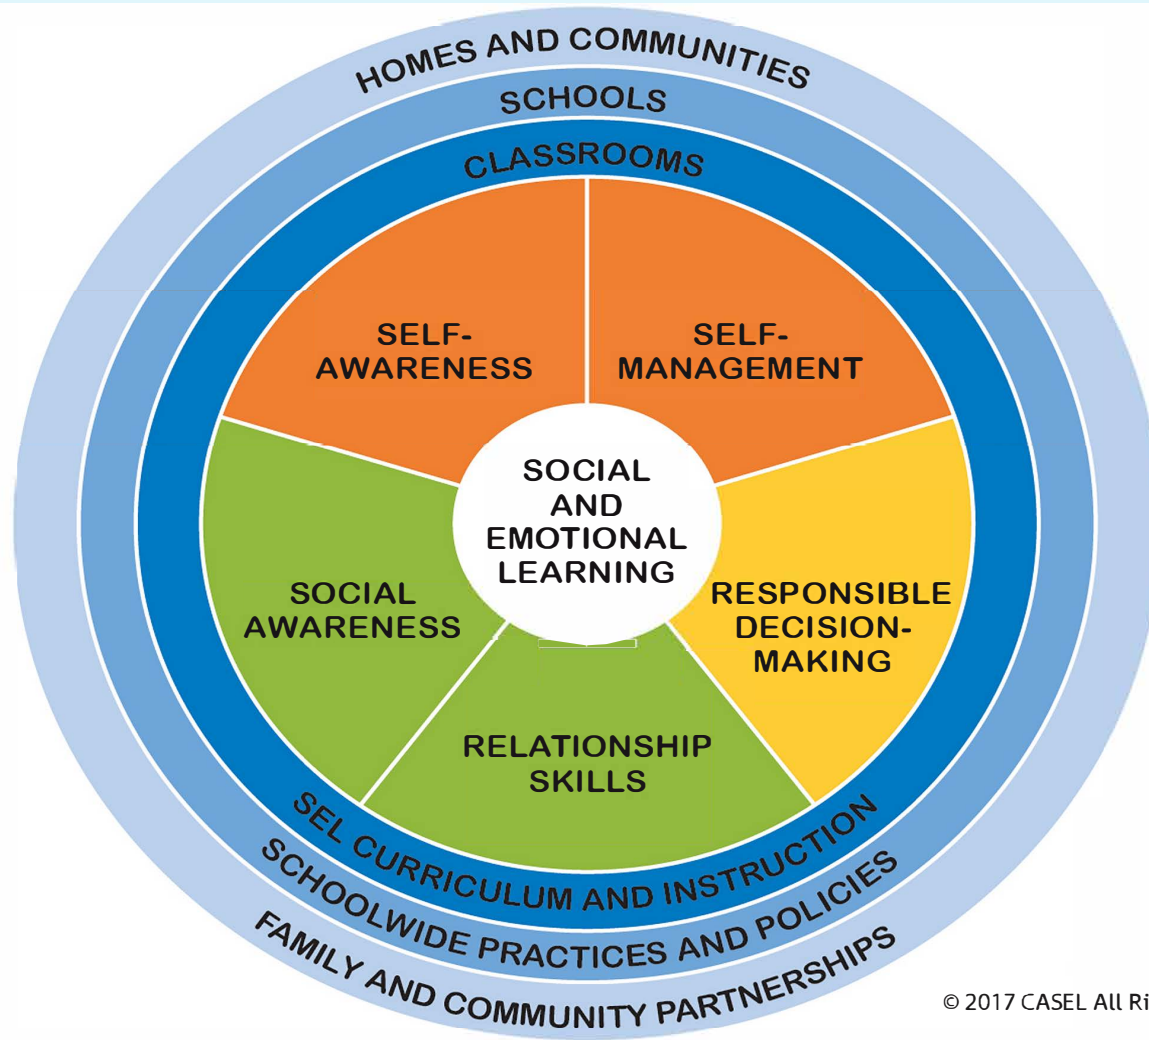 HOMES AND COMMUNITIES
SCHOOLS
CLASSROOMS
SELF-
AWARENESS
SELF-
MANAGEMENT
SOCIAL
AND
EMOTIONAL
LEARNING
SOCIAL
AWARENESS
RESPONSIBLE
DECISION-
MAKING
RELATIONSHIP
SKILLS
SEL CURRICULUM AND INSTRUCTION
SCHOOLWIDE PRACTICES AND POLICIES
FAMILY AND COMMUNITY PARTNERSHIPS
© 2017 CASEL All Ri